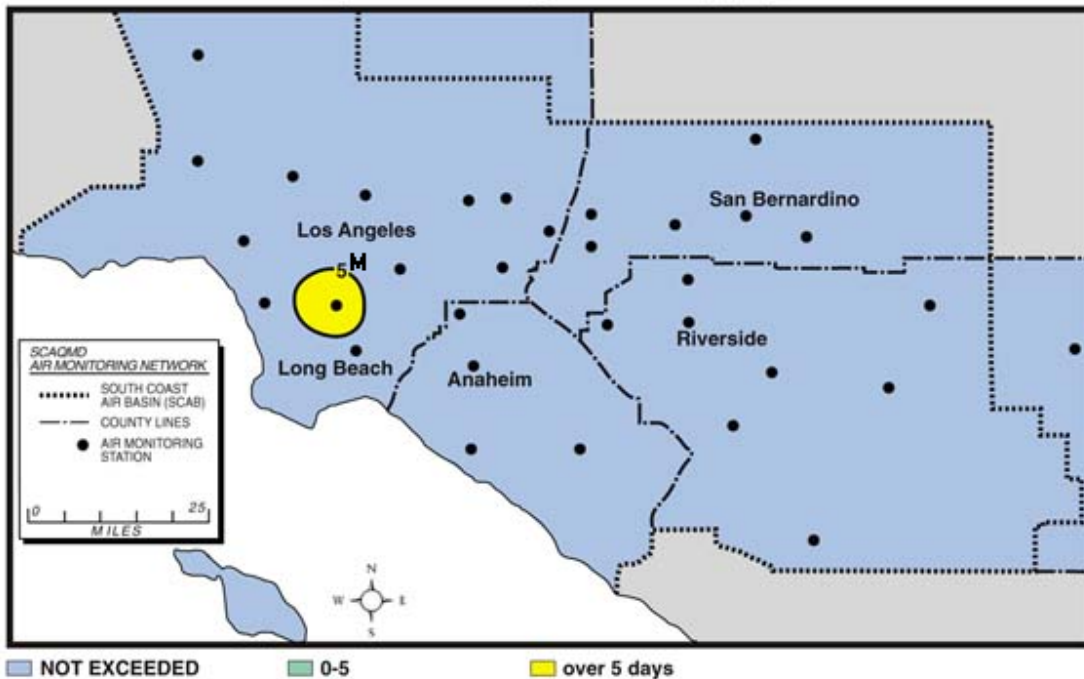 San Bernardino
Los Angeles
5 M
Riverside
Long Beach
Anaheim
SCAQMD
AIR MONITORING NETWORK
SOUTH COAST
AIR BASIN (SCAB)
COUNTY LINES
AIR MONITORING
STATION
0 25
MILES
N
W E
S
NOT EXCEEDED 0-5 over 5 days